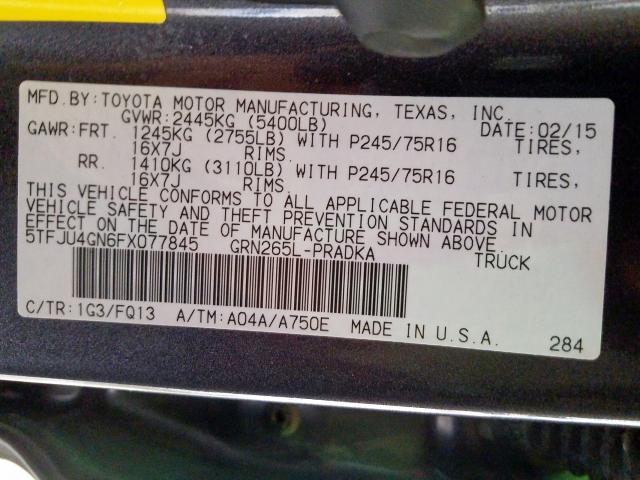 MFD.BY:TOYOTA MOTOR MANUFACTURING, TEXAS, INC.
GVWR:2445KG (5400LB) DATE:02/15
GAWR:FRT. 1245KG (2755LB) WITH P245/75R16 TIRES,
16X7J RIMS.
RR. 1410KG (3110LB) WITH P245/75R16 TIRES,
16X7J RIMS.
THIS VEHICLE CONFORMS TO ALL APPLICABLE FEDERAL MOTOR
VEHICLE SAFETY AND THEFT PREVENTION STANDARDS IN
EFFECT ON THE DATE OF MANUFACTURE SHOWN ABOVE.
5TFJU4GN6FX077845 GRN265L-PRADKA TRUCK
C/TR:1G3/FQ13 A/TM:A04A/A750E MADE IN U.S.A. 284